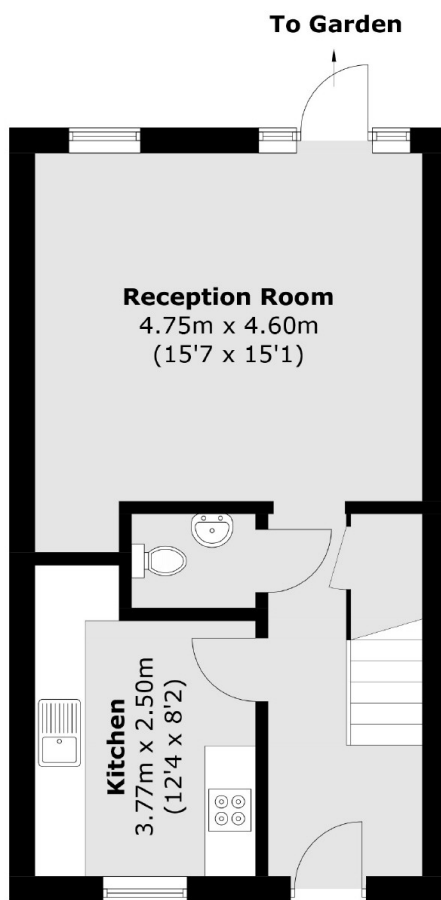 To Garden
Reception Room
4.75m x 4.60m
(15'7 x 15'1)
Kitchen
3.77m x 2.50m
(12'4 x 8'2)